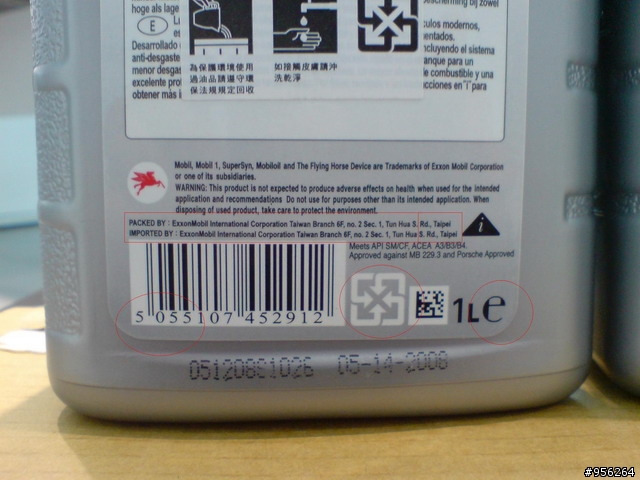 hoge als lage
bescherming bij zowel
E
culos modernos,
Desarrollado
ncluyendo el sistema
anti-desgaste
anque para un
menor desgas
de combustible y una
excelente prote
cciones en "i" para
obtener más i
為保護環境使用
過油品請遵守環
保法規規定回收
如接觸皮膚請沖
洗乾淨
Mobil, Mobil 1, SuperSyn, Mobiloil and The Flying Horse Device are Trademarks of Exxon Mobil Corporation
or one of its subsidiaries.
WARNING: This product is not expected to produce adverse effects on health when used for the intended
application and recommendations Do not use for purposes other than its intended application. When
disposing of used product, take care to protect the environment.
PACKED BY : ExxonMobil International Corporation Taiwan Branch 6F, no. 2 Sec. 1, Tun Hua S. Rd., Taipei
IMPORTED BY : ExxonMobil International Corporation Taiwan Branch 6F, no. 2 Sec. 1, Tun Hua S. Rd., Taipei
i
Meets API SM/CF, ACEA A3/B3/B4.
Approved against MB 229.3 and Porsche Approved
5 055107 452912
1L e
051208E1026 05-14-2008
#956264